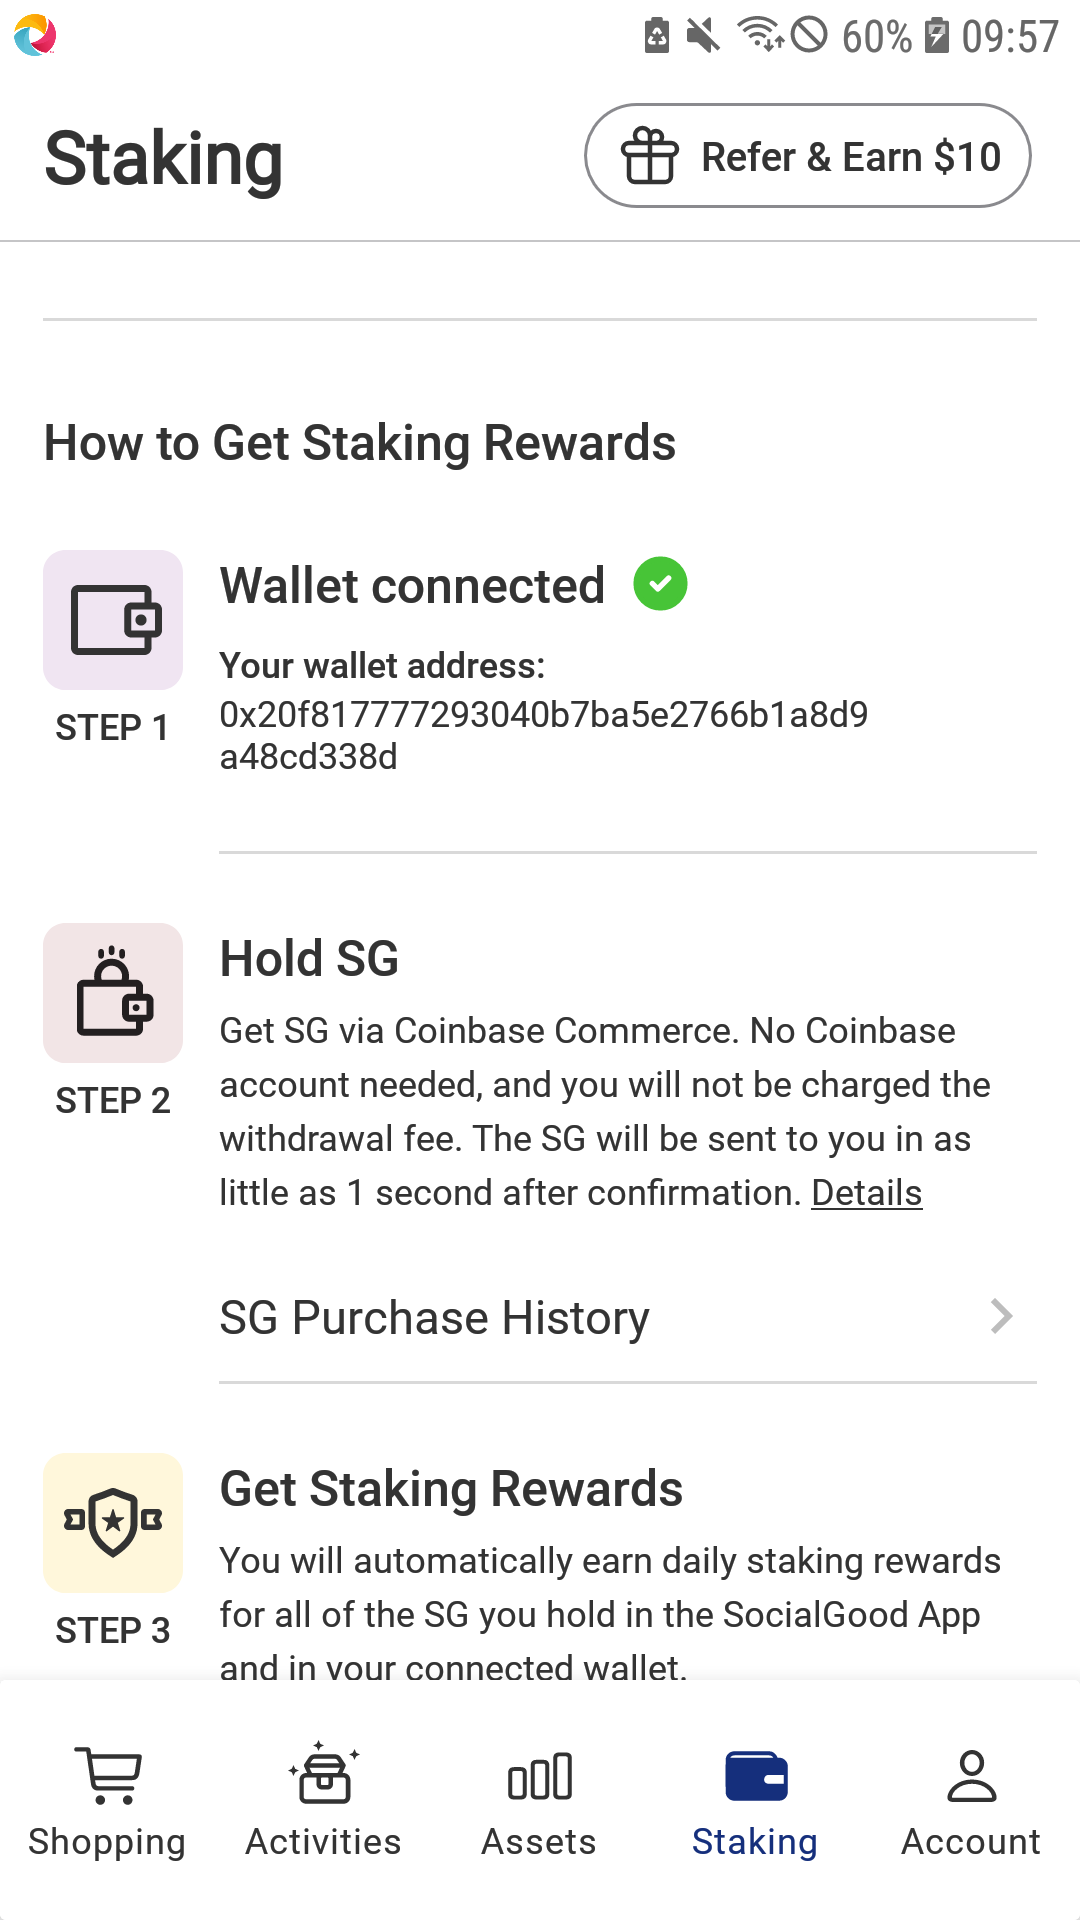 60% 09:57
Staking
Refer & Earn $10
How to Get Staking Rewards
Wallet connected
Your wallet address:
0x20f817777293040b7ba5e2766b1a8d9
a48cd338d
STEP 1
Hold SG
Get SG via Coinbase Commerce. No Coinbase
account needed, and you will not be charged the
withdrawal fee. The SG will be sent to you in as
little as 1 second after confirmation. Details
STEP 2
SG Purchase History
Get Staking Rewards
You will automatically earn daily staking rewards
for all of the SG you hold in the SocialGood App
and in your connected wallet.
STEP 3
Shopping
Activities
Assets
Staking
Account